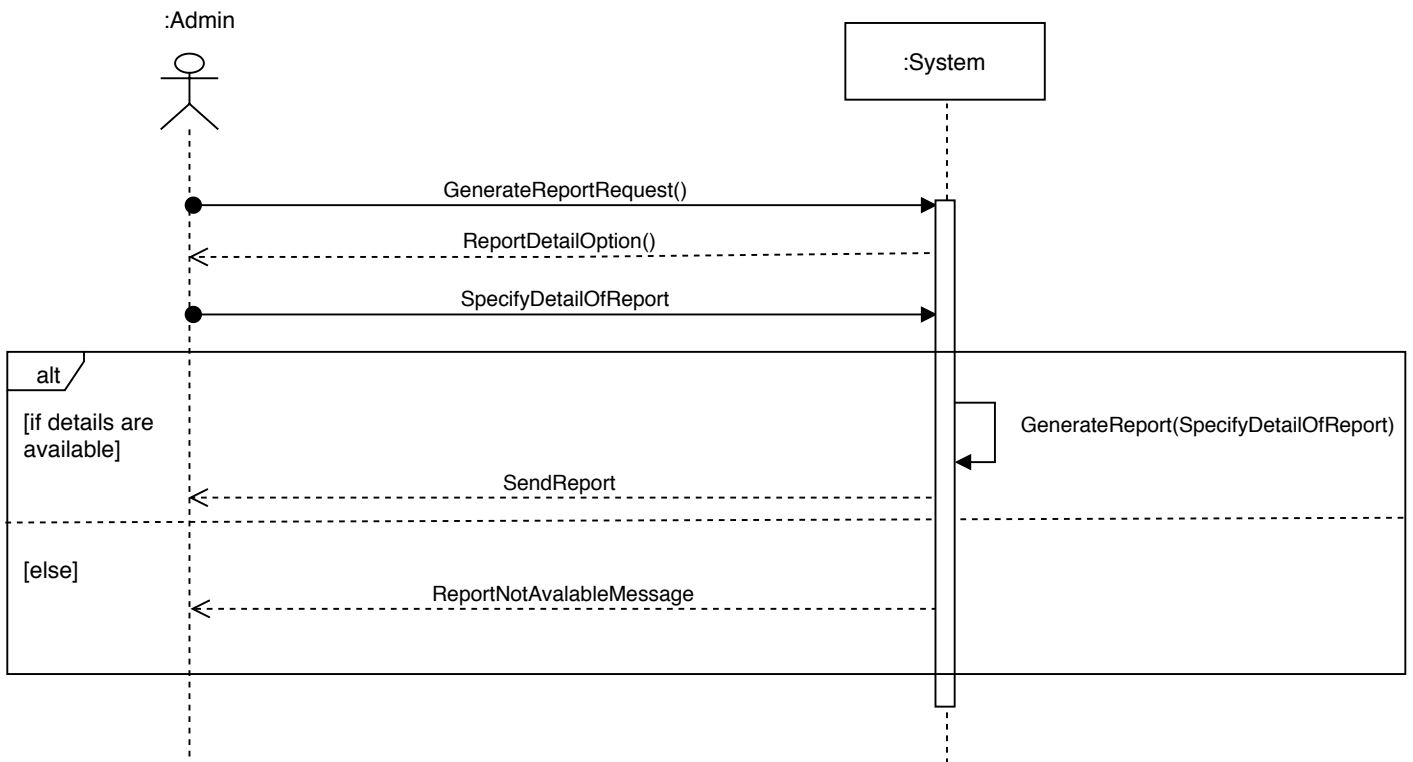 :Admin
:System
GenerateReportRequest()
ReportDetailOption()
SpecifyDetailOfReport
alt
[if details are
available]
GenerateReport(SpecifyDetailOfReport)
SendReport
[else]
ReportNotAvalableMessage